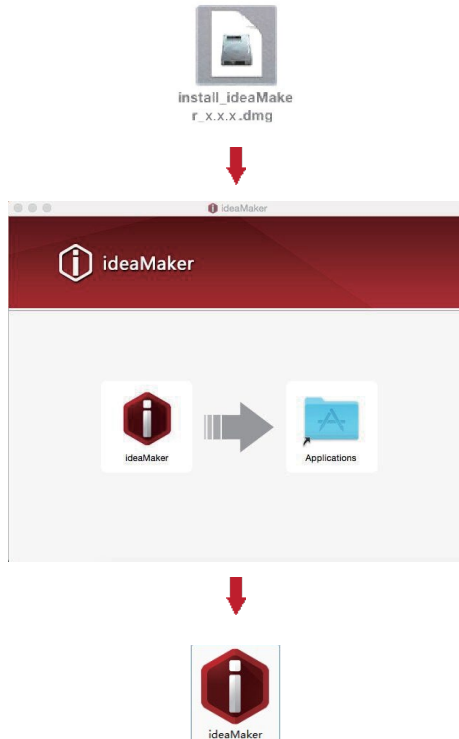 install_ideaMake
r_x.x.x.dmg
ideaMaker
ideaMaker
ideaMaker
Applications
ideaMaker